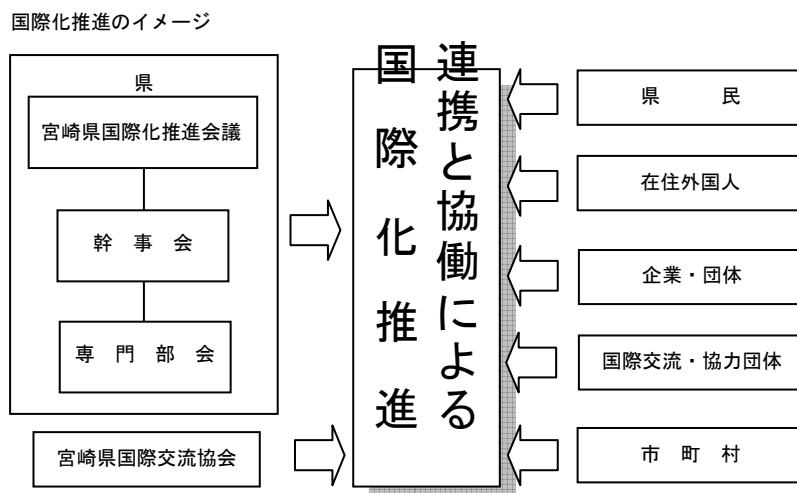 国際化推進のイメージ
県
宮崎県国際化推進会議
幹 事 会
専 門 部 会
宮崎県国際交流協会
連携と協働による
国際化推進
県 民
在住外国人
企業・団体
国際交流・協力団体
市 町 村